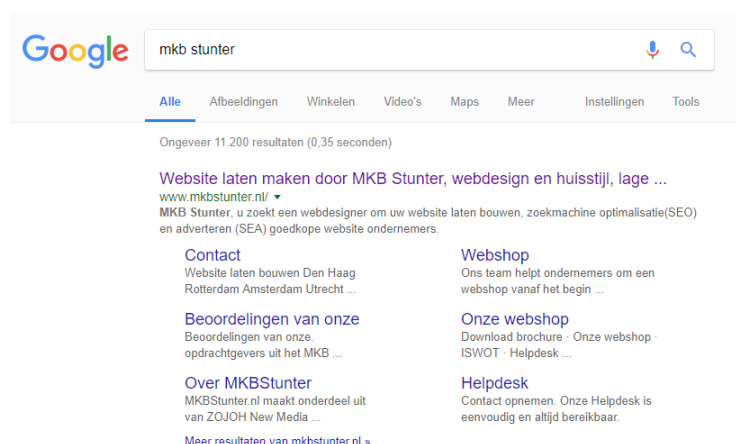 Google
mkb stunter
Alle Afbeeldingen Winkelen Video's Maps Meer Instellingen Tools
Ongeveer 11.200 resultaten (0,35 seconden)
Website laten maken door MKB Stunter, webdesign en huisstijl, lage ...
www.mkbstunter.nl/
MKB Stunter, u zoekt een webdesigner om uw website laten bouwen, zoekmachine optimalisatie(SEO)
en adverteren (SEA) goedkope website ondernemers.
Contact
Website laten bouwen Den Haag
Rotterdam Amsterdam Utrecht ...
Webshop
Ons team helpt ondernemers om een
webshop vanaf het begin ...
Beoordelingen van onze
Beoordelingen van onze.
opdrachtgevers uit het MKB ...
Onze webshop
Download brochure · Onze webshop ·
ISWOT · Helpdesk ...
Over MKBStunter
MKBStunter.nl maakt onderdeel uit
van ZOJOH New Media ...
Helpdesk
Contact opnemen. Onze Helpdesk is
eenvoudig en altijd bereikbaar.
Meer resultaten van mkbstunter.nl »